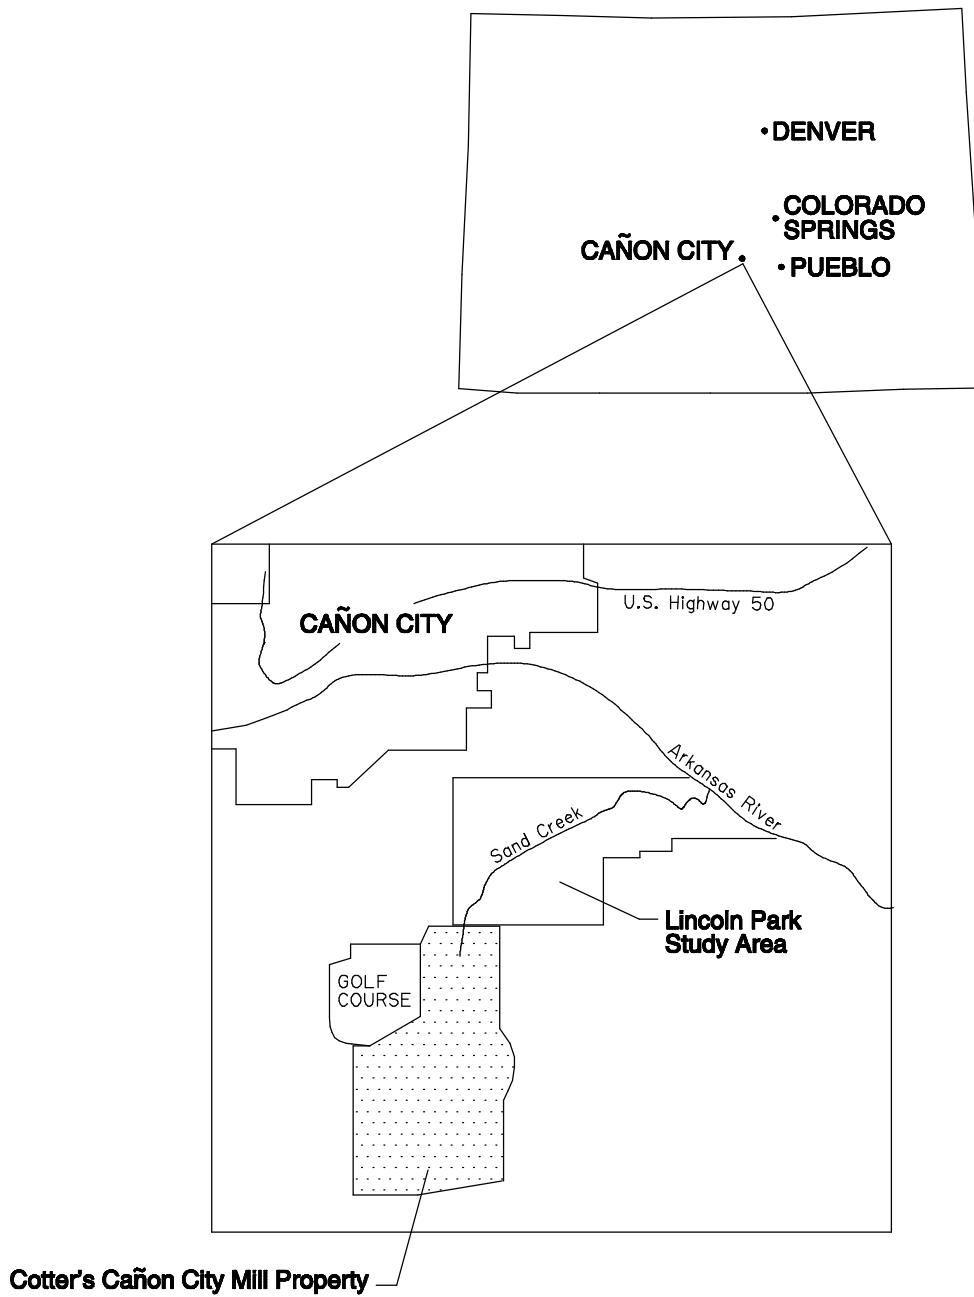 DENVER
COLORADO
SPRINGS
CAÑON CITY
PUEBLO
U.S. Highway 50
CAÑON CITY
Arkansas River
Sand Creek
Lincoln Park
Study Area
GOLF
COURSE
Cotter's Cañon City Mill Property